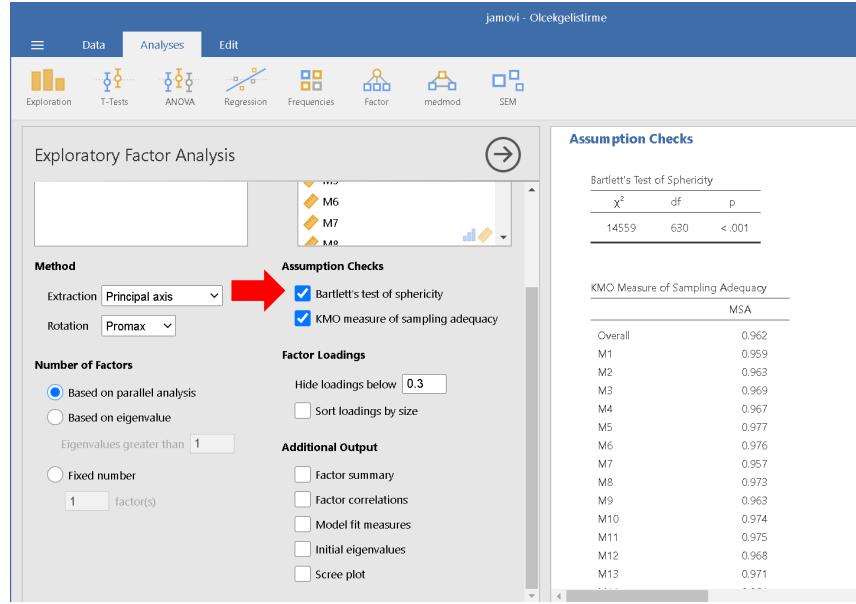 jamovi - Olcekgelistirme
Data Analyses Edit
Exploration T-Tests ANOVA Regression Frequencies Factor medmod SEM
Exploratory Factor Analysis
M6
M7
M8
Method
Extraction Principal axis
Rotation Promax
Number of Factors
Based on parallel analysis
Based on eigenvalue
Eigenvalues greater than 1
Fixed number
1 factor(s)
Assumption Checks
Bartlett's test of sphericity
KMO measure of sampling adequacy
Factor Loadings
Hide loadings below 0.3
Sort loadings by size
Additional Output
Factor summary
Factor correlations
Model fit measures
Initial eigenvalues
Scree plot
Assumption Checks
Bartlett's Test of Sphericity
χ² df p
14559 630 < .001
KMO Measure of Sampling Adequacy
MSA
Overall 0.962
M1 0.959
M2 0.963
M3 0.969
M4 0.967
M5 0.977
M6 0.976
M7 0.957
M8 0.973
M9 0.963
M10 0.974
M11 0.975
M12 0.968
M13 0.971